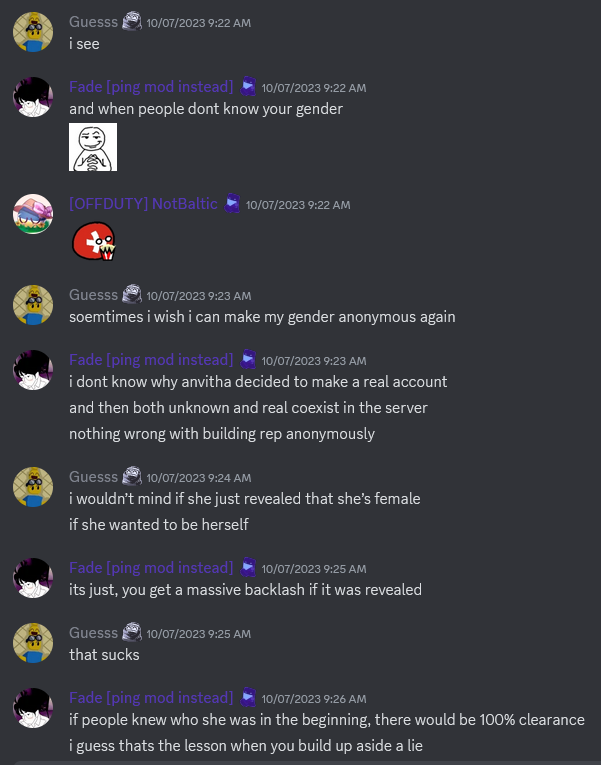 Guesss 10/07/2023 9:22 AM
i see
Fade [ping mod instead] 10/07/2023 9:22 AM
and when people dont know your gender
[OFFDUTY] NotBaltic 10/07/2023 9:22 AM
Guesss 10/07/2023 9:23 AM
soemtimes i wish i can make my gender anonymous again
Fade [ping mod instead] 10/07/2023 9:23 AM
i dont know why anvitha decided to make a real account
and then both unknown and real coexist in the server
nothing wrong with building rep anonymously
Guesss 10/07/2023 9:24 AM
i wouldn't mind if she just revealed that she's female
if she wanted to be herself
Fade [ping mod instead] 10/07/2023 9:25 AM
its just, you get a massive backlash if it was revealed
Guesss 10/07/2023 9:25 AM
that sucks
Fade [ping mod instead] 10/07/2023 9:26 AM
if people knew who she was in the beginning, there would be 100% clearance
i guess thats the lesson when you build up aside a lie